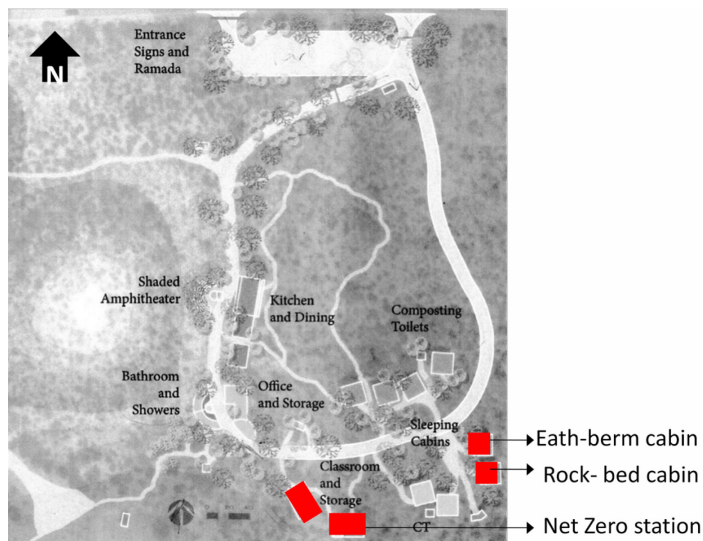 Entrance
Signs and
Ramada
N
Shaded
Amphitheater
Kitchen
and Dining
Composting
Toilets
Bathroom
and
Showers
Office
and Storage
Sleeping
Cabins
Eath-berm cabin
Rock- bed cabin
Classroom
and
Storage
CT
Net Zero station